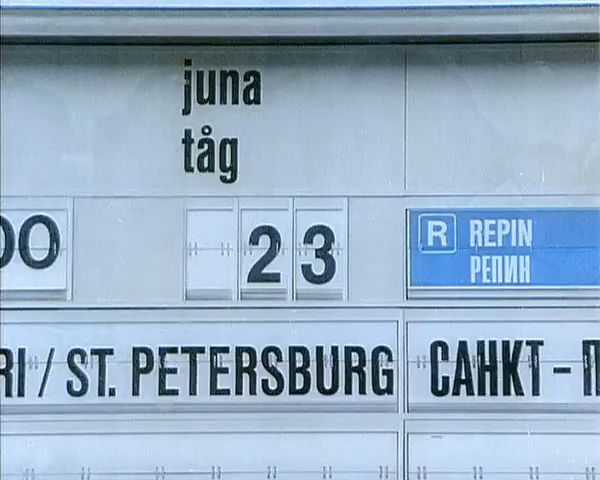 juna
tåg
00 23 R REPIN
РЕПИН
RI / ST. PETERSBURG САНКТ - П